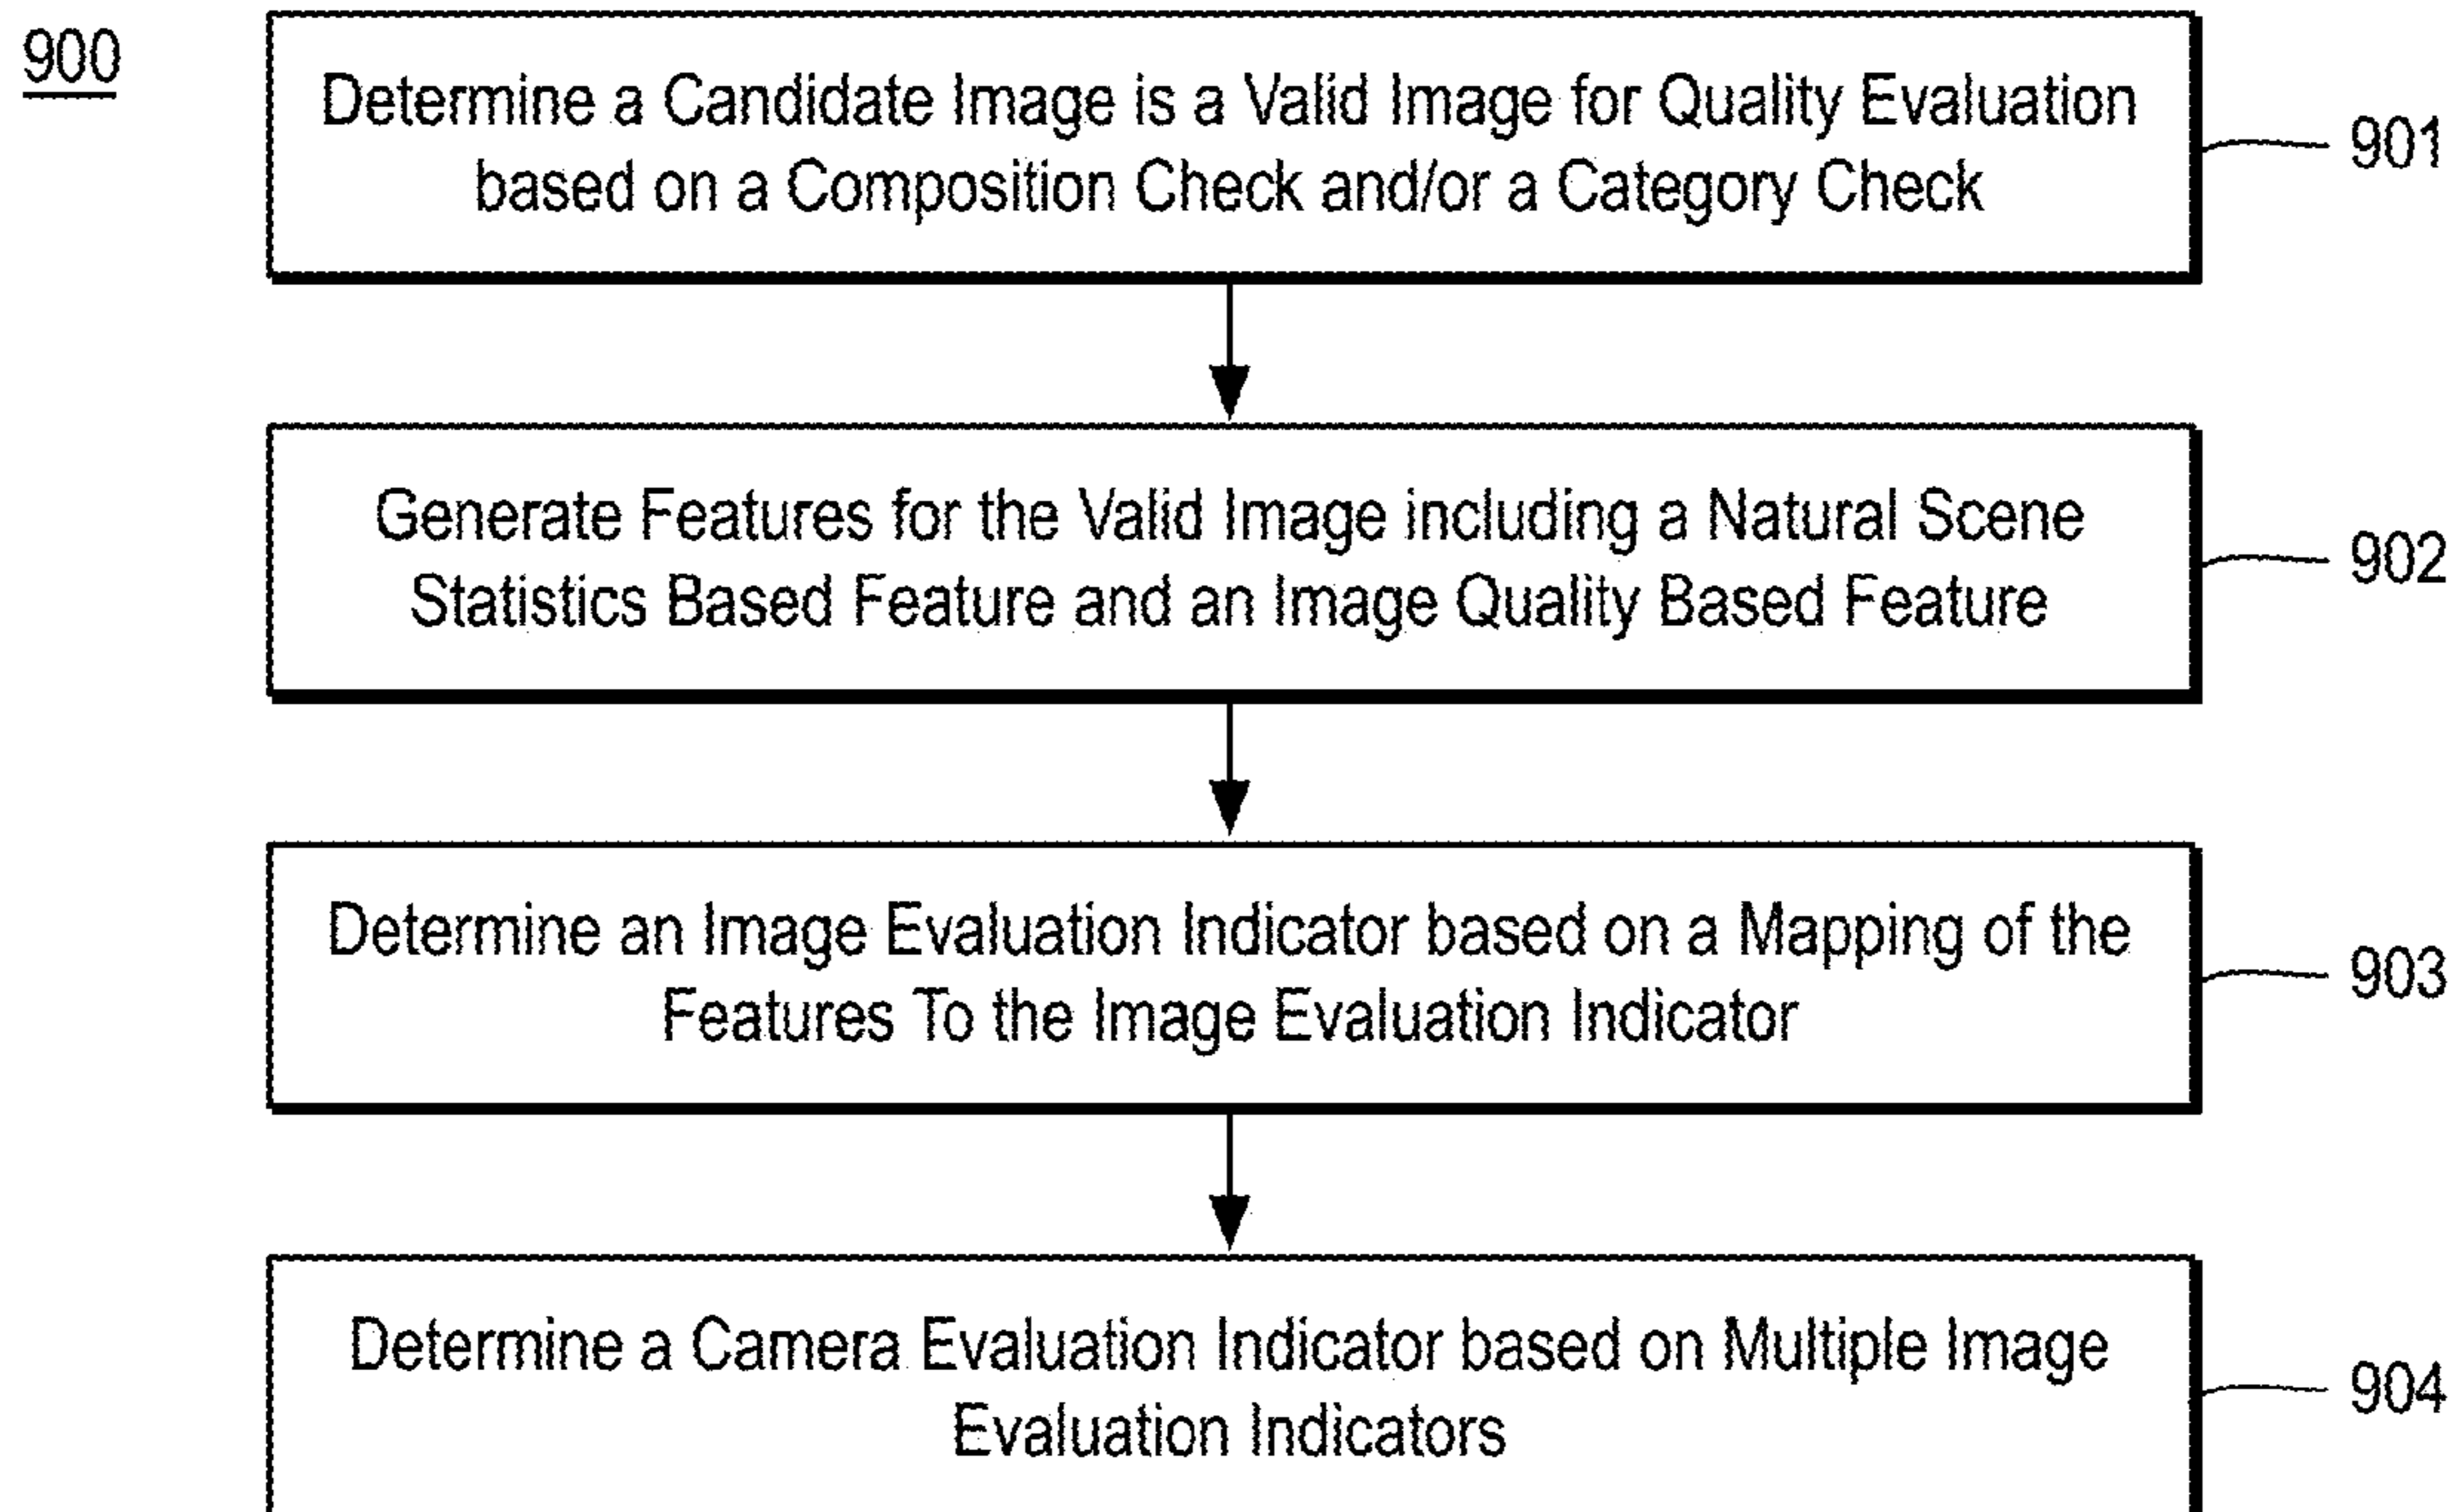 900
Determine a Candidate Image is a Valid Image for Quality Evaluation
based on a Composition Check and/or a Category Check
901
Generate Features for the Valid Image including a Natural Scene
Statistics Based Feature and an Image Quality Based Feature
902
Determine an Image Evaluation Indicator based on a Mapping of the
Features To the Image Evaluation Indicator
903
Determine a Camera Evaluation Indicator based on Multiple Image
Evaluation Indicators
904